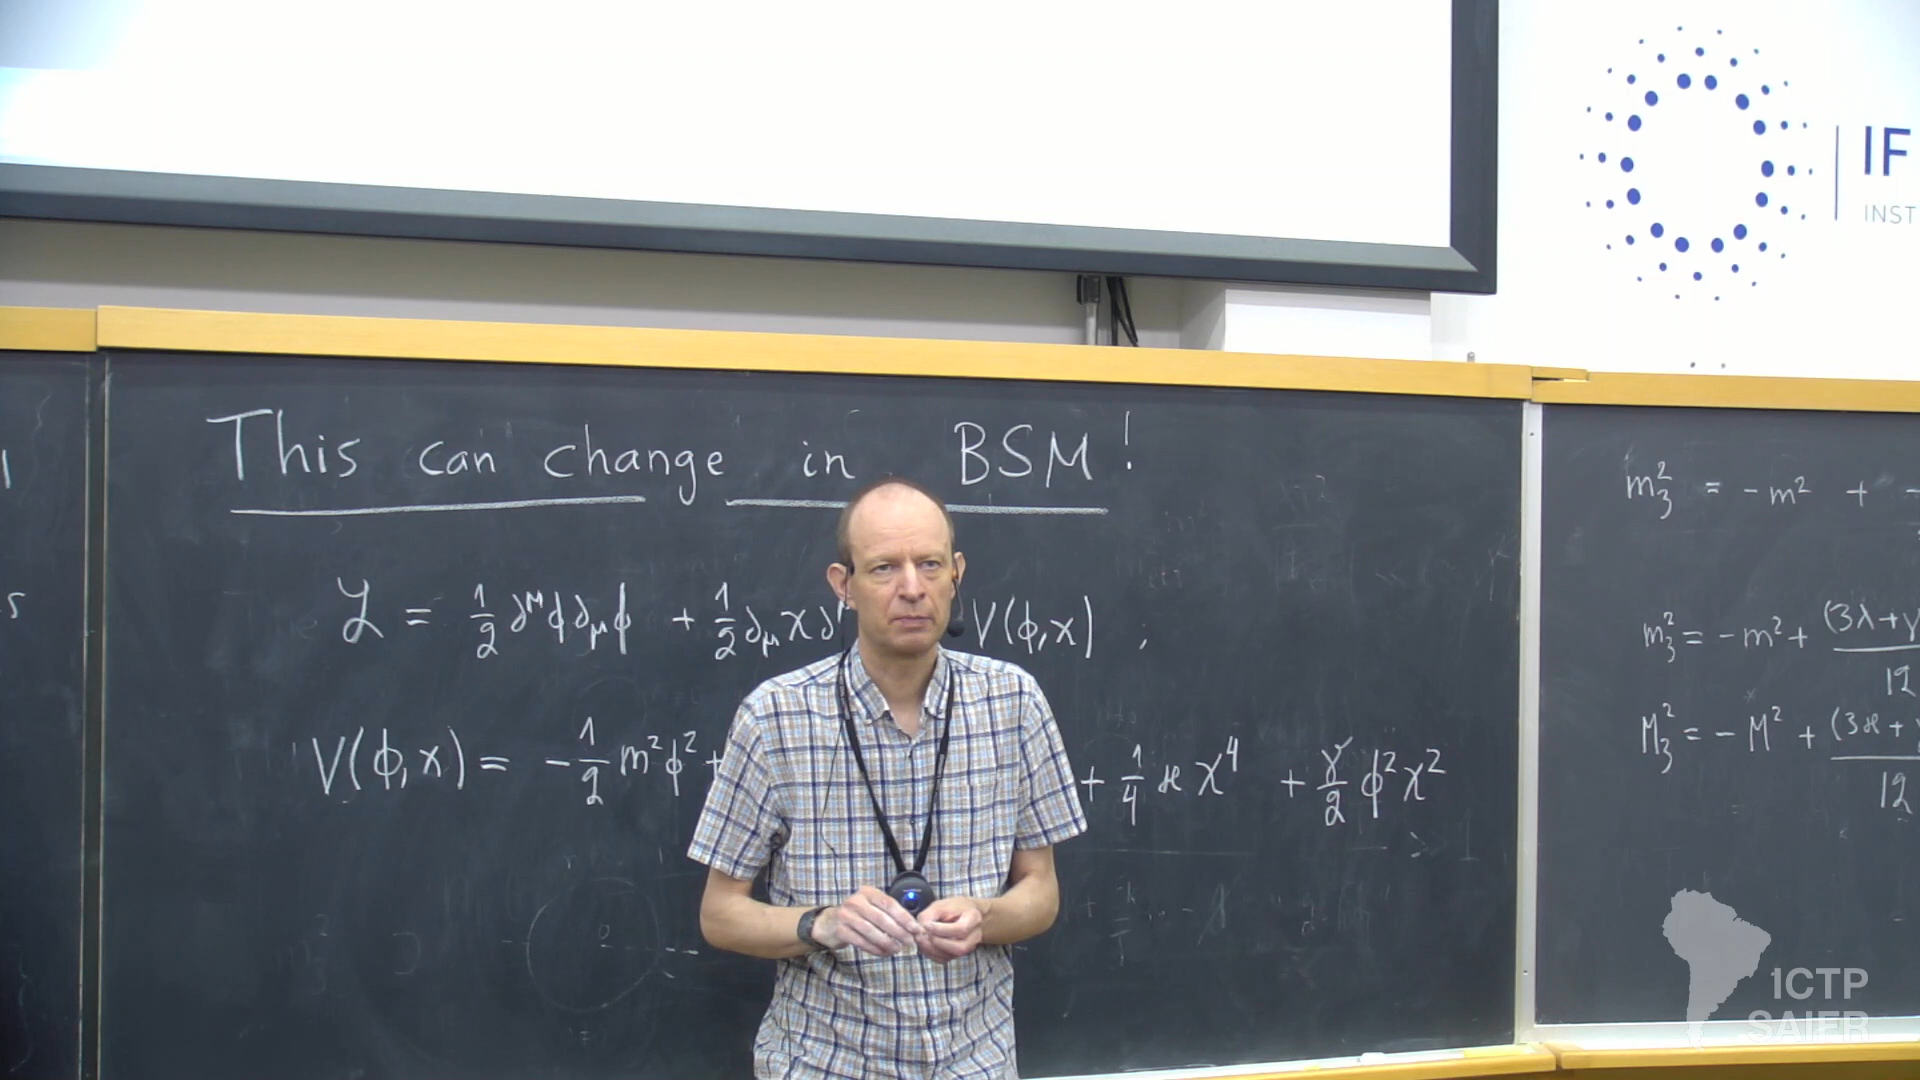 IF
INST
This can change in BSM!
ℒ = 1/2 ∂^μ ϕ ∂_μ ϕ + 1/2 ∂_μ χ ∂^μ V(ϕ,χ) ,
V(ϕ,χ) = - 1/2 m² ϕ² + + 1/4 ϰ χ⁴ + γ/2 ϕ² χ²
m₃² = -m² +
m₃² = -m² + (3λ+γ / 12
M₃² = -M² + (3ϰ + / 12
ICTP
SAIFR